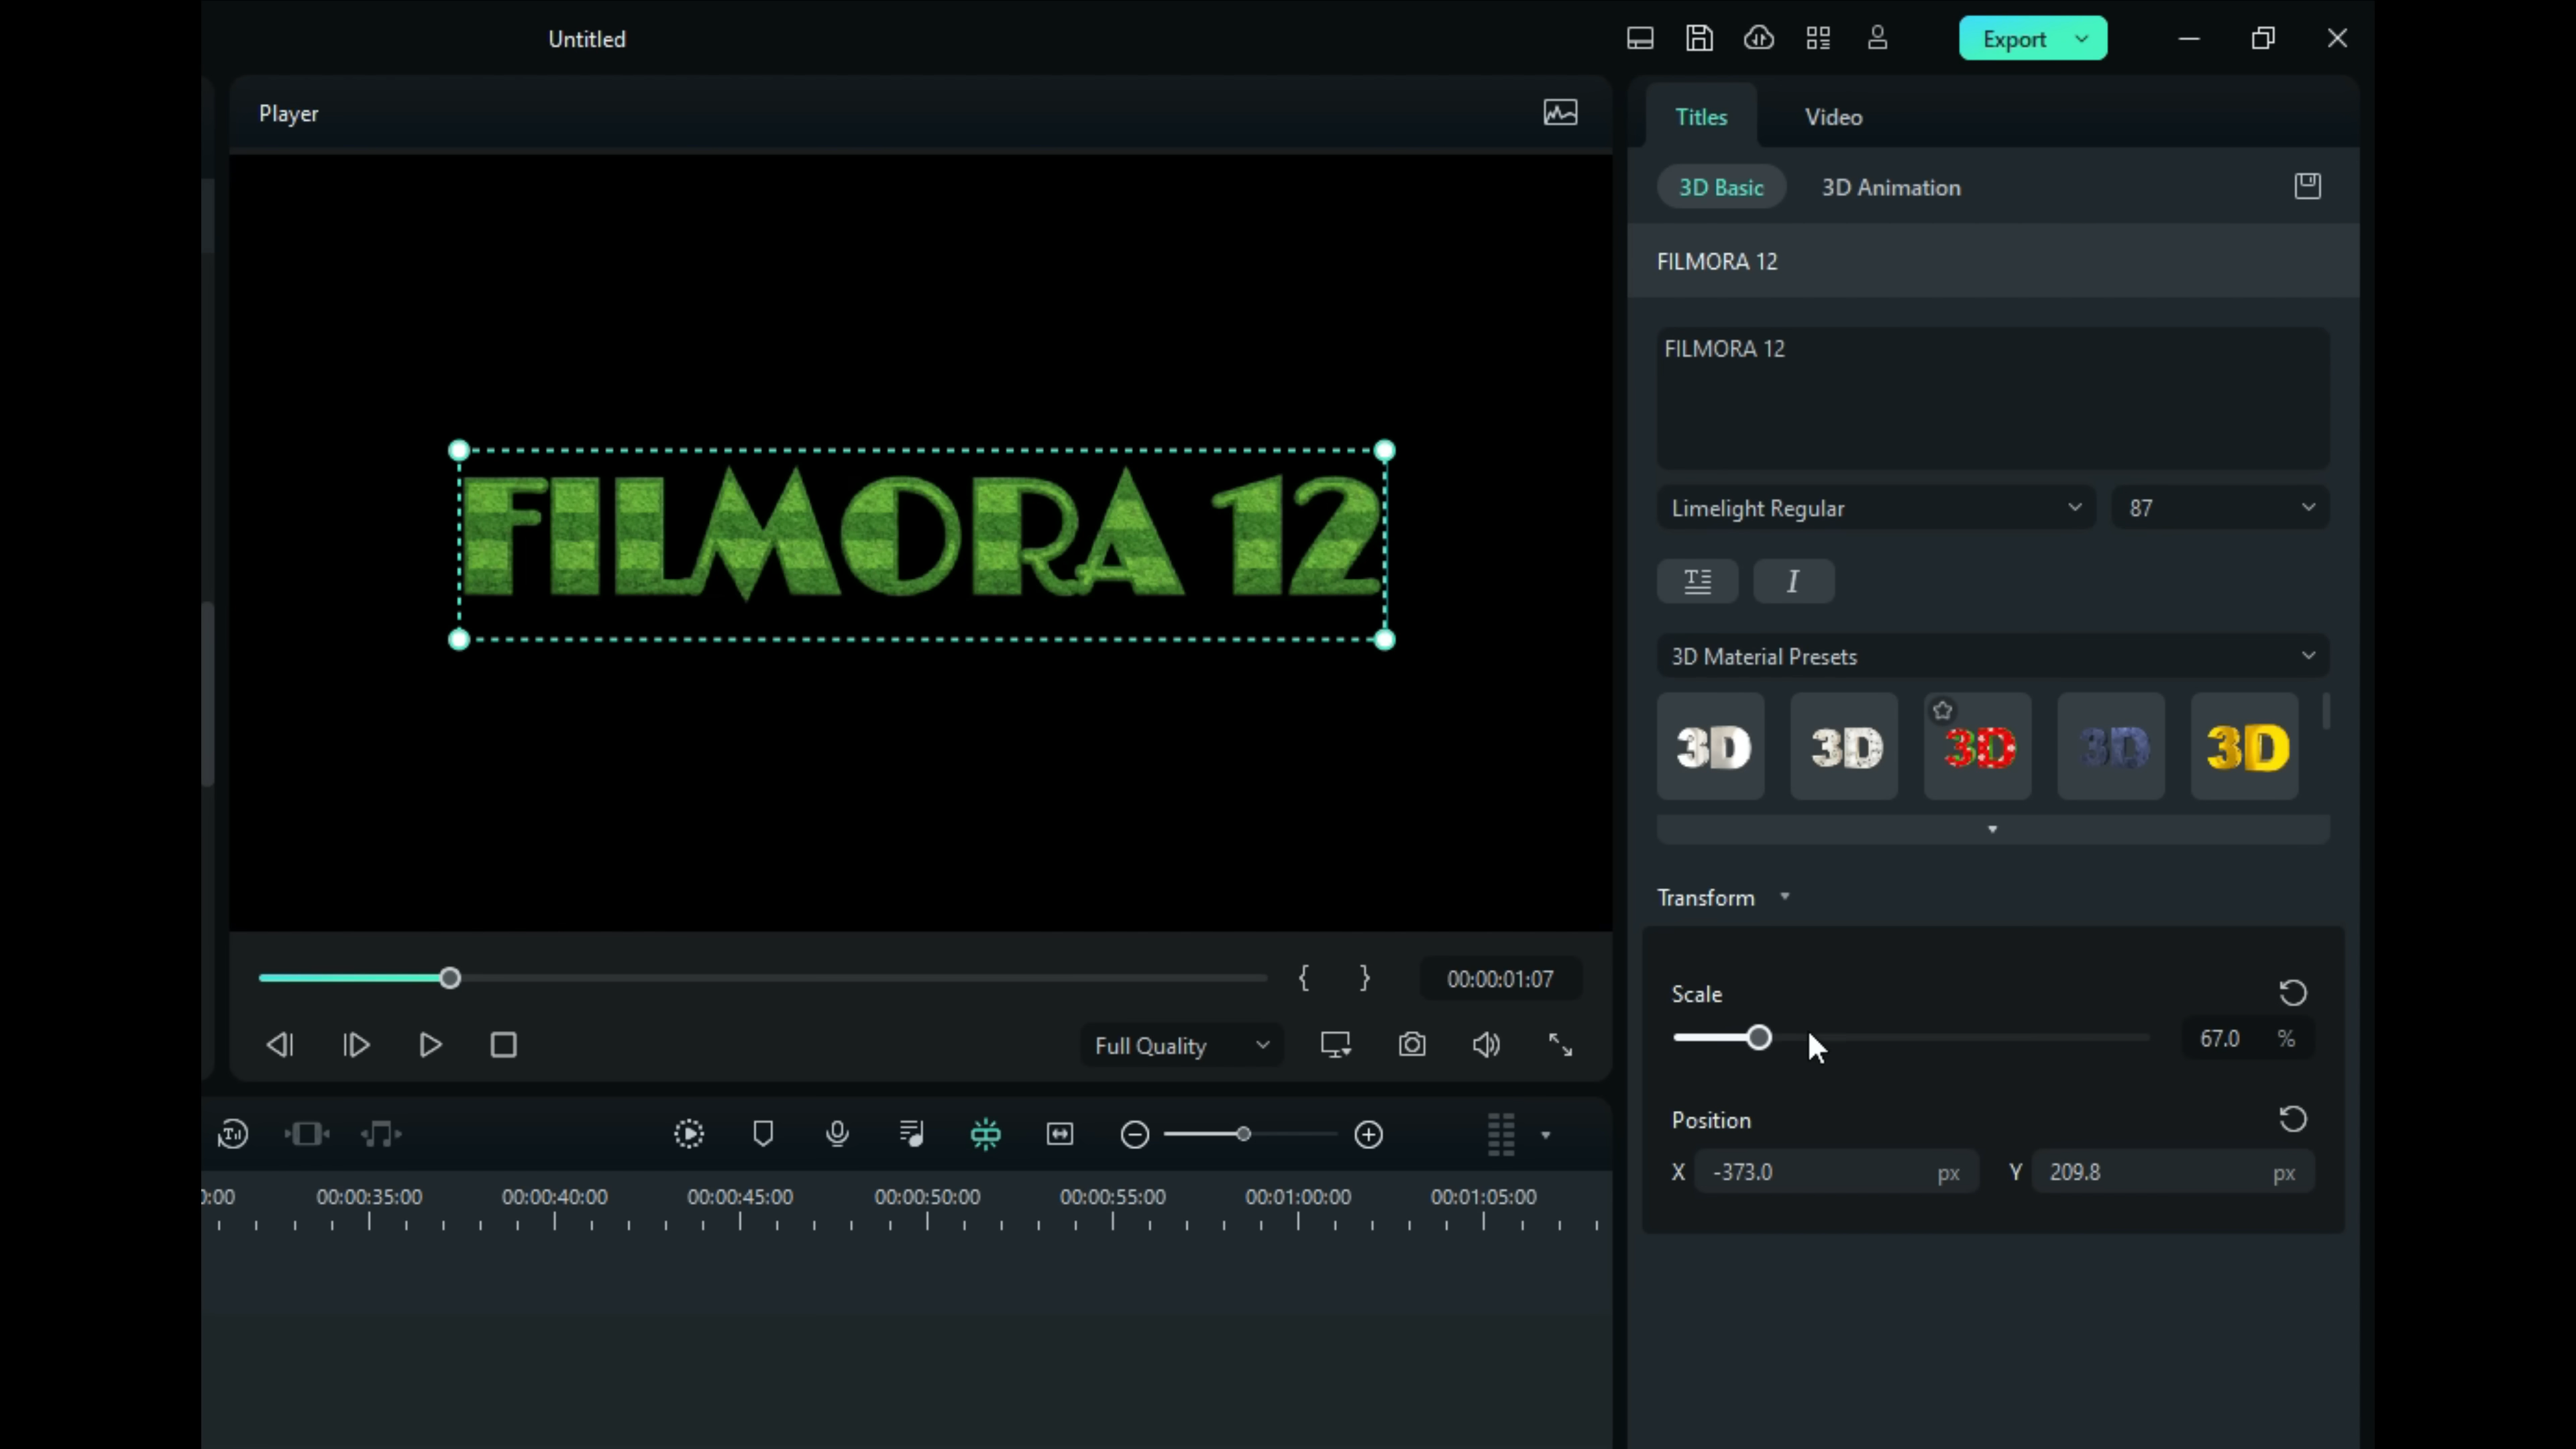 Untitled
Export
Player
Titles
Video
3D Basic
3D Animation
FILMORA 12
FILMORA 12
FILMORA 12
Limelight Regular
87
I
3D Material Presets
3D
3D
3D
3D
3D
Transform
Scale
67.0 %
Position
X -373.0 px
Y 209.8 px
{ } 00:00:01:07
Full Quality
0:00 00:00:35:00 00:00:40:00 00:00:45:00 00:00:50:00 00:00:55:00 00:01:00:00 00:01:05:00